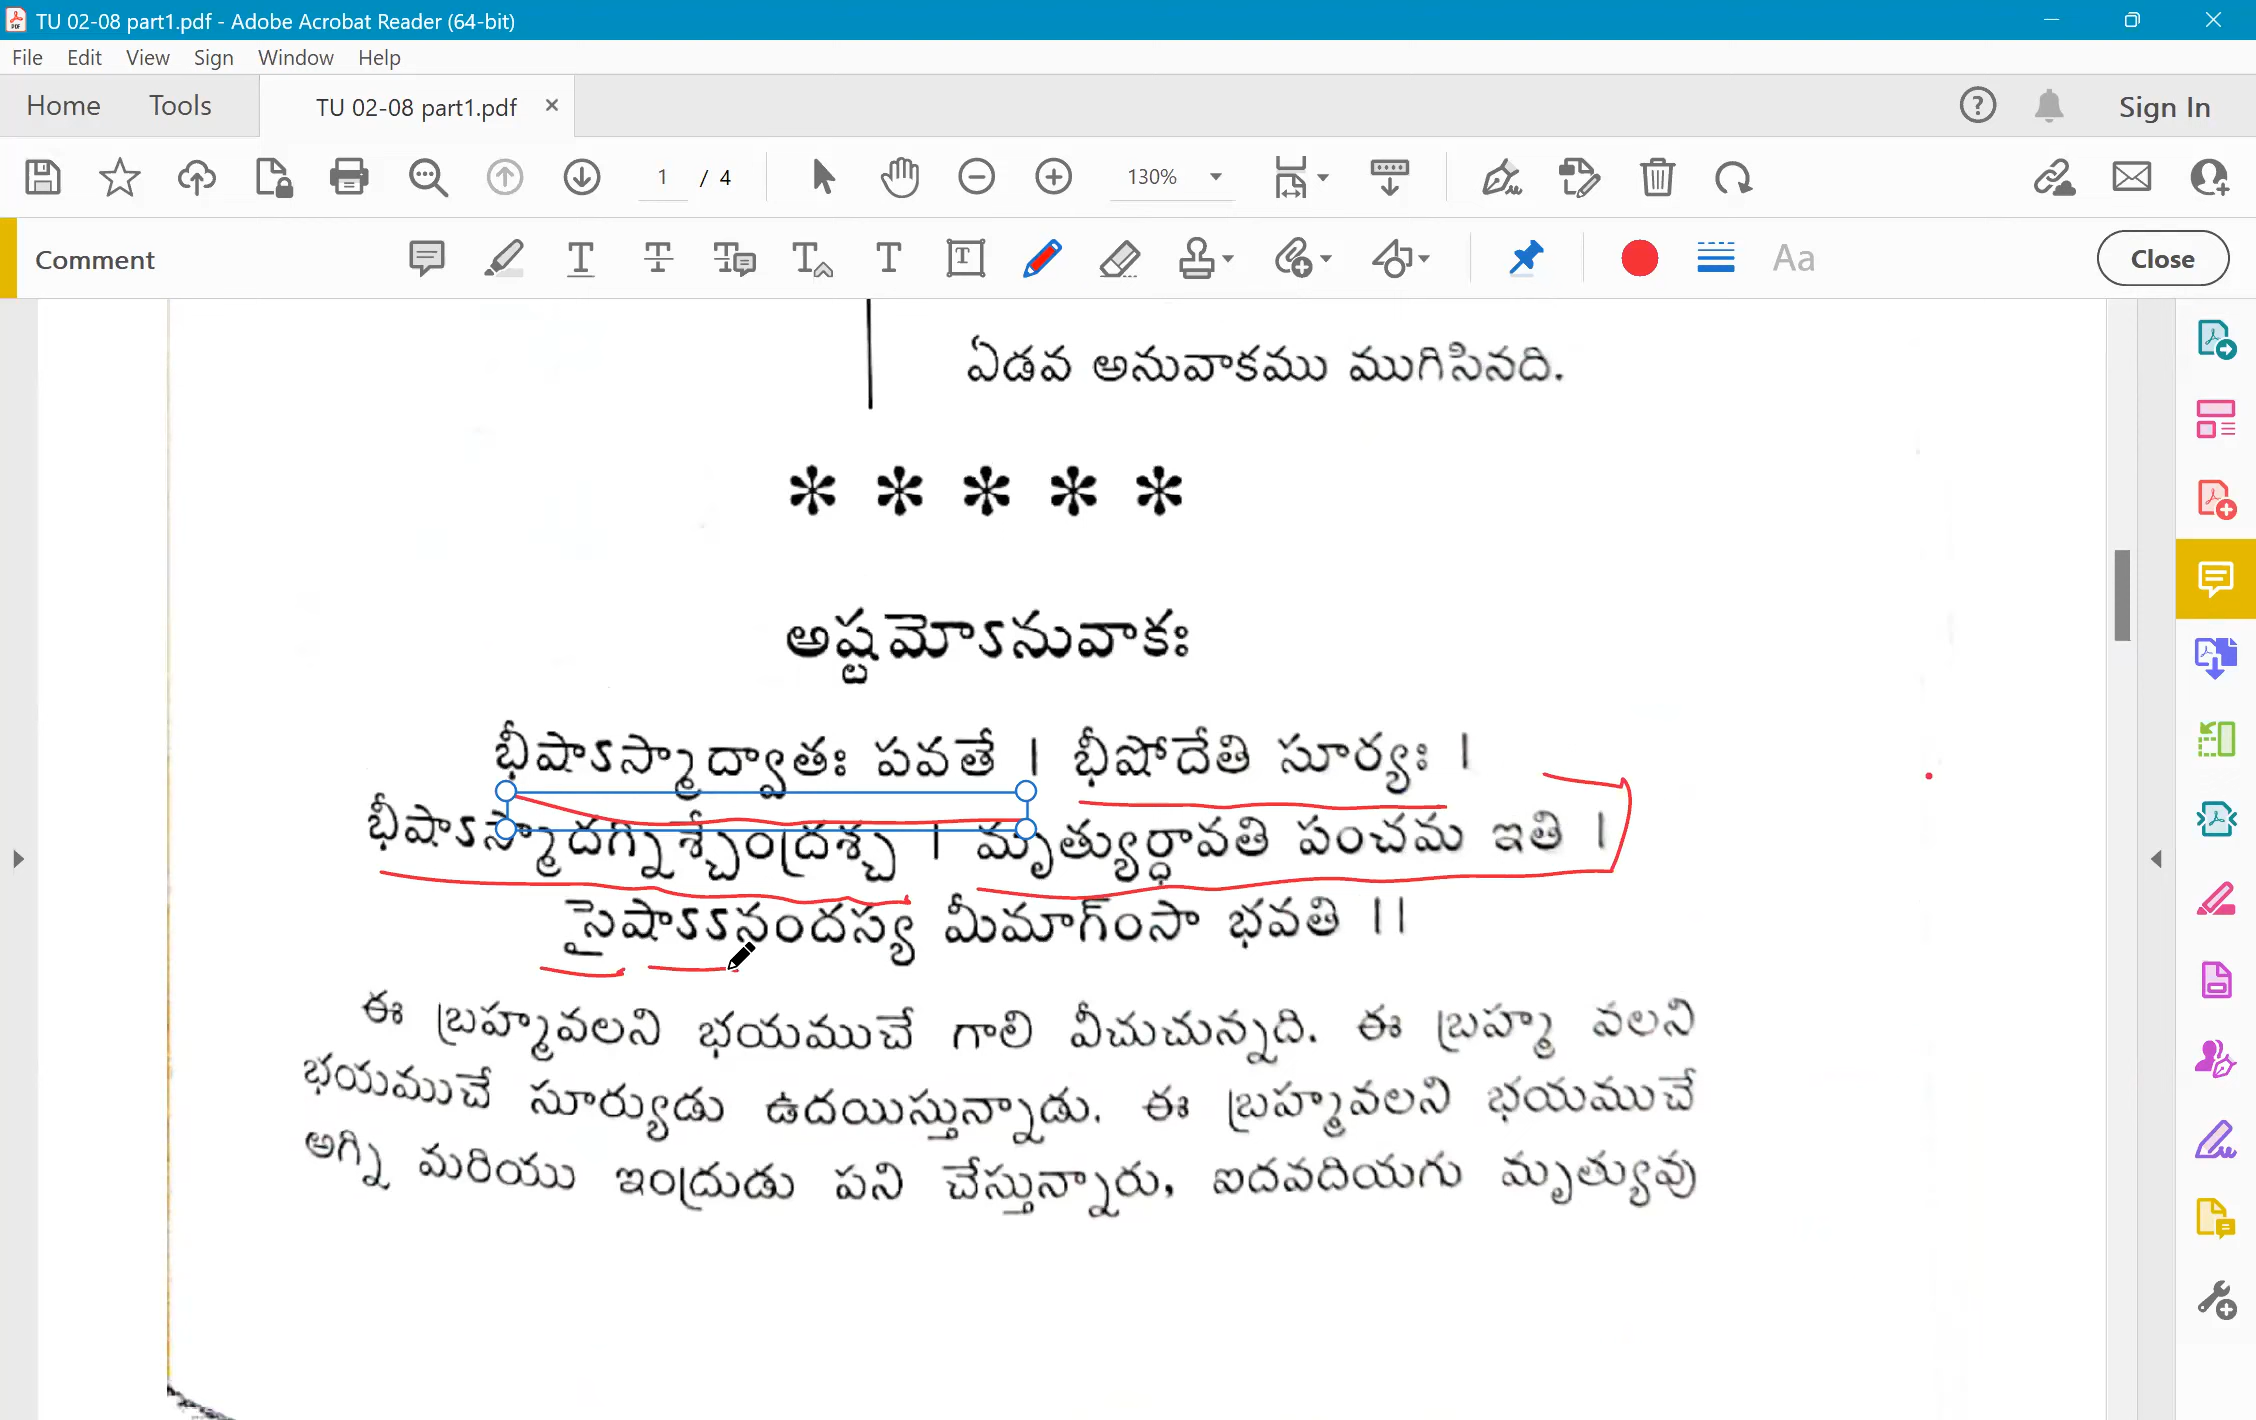 TU 02-08 part1.pdf - Adobe Acrobat Reader (64-bit)
File Edit View Sign Window Help
Home Tools TU 02-08 part1.pdf × Sign In
1 / 4 130%
Comment Aa Close
ఏడవ అనువాకము ముగిసినది.
* * * * *
అష్టమోఽనువాకః
భీషాఽస్మాద్వాతః పవతే । భీషోదేతి సూర్యః ।
భీషాఽస్మాదగ్నిశ్చేంద్రశ్చ । మృత్యుర్ధావతి పంచమ ఇతి ।
సైషాఽఽనందస్య మీమాగ్ంసా భవతి ।।
ఈ బ్రహ్మవలని భయముచే గాలి వీచుచున్నది. ఈ బ్రహ్మ వలని
భయముచే సూర్యుడు ఉదయిస్తున్నాడు. ఈ బ్రహ్మవలని భయముచే
అగ్ని మరియు ఇంద్రుడు పని చేస్తున్నారు, ఐదవదియగు మృత్యువు